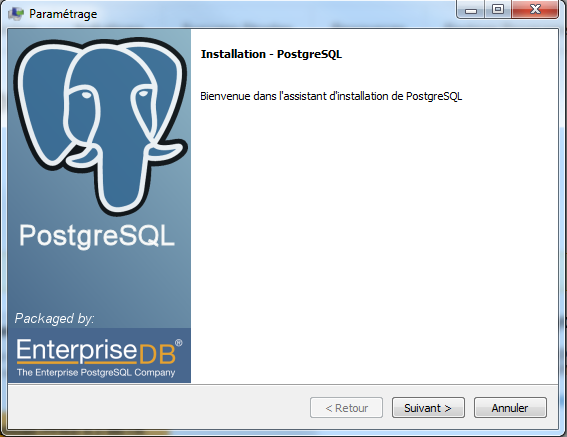 Paramétrage
Installation - PostgreSQL
Bienvenue dans l'assistant d'installation de PostgreSQL
PostgreSQL
Packaged by:
EnterpriseDB®
The Enterprise PostgreSQL Company
< Retour
Suivant >
Annuler